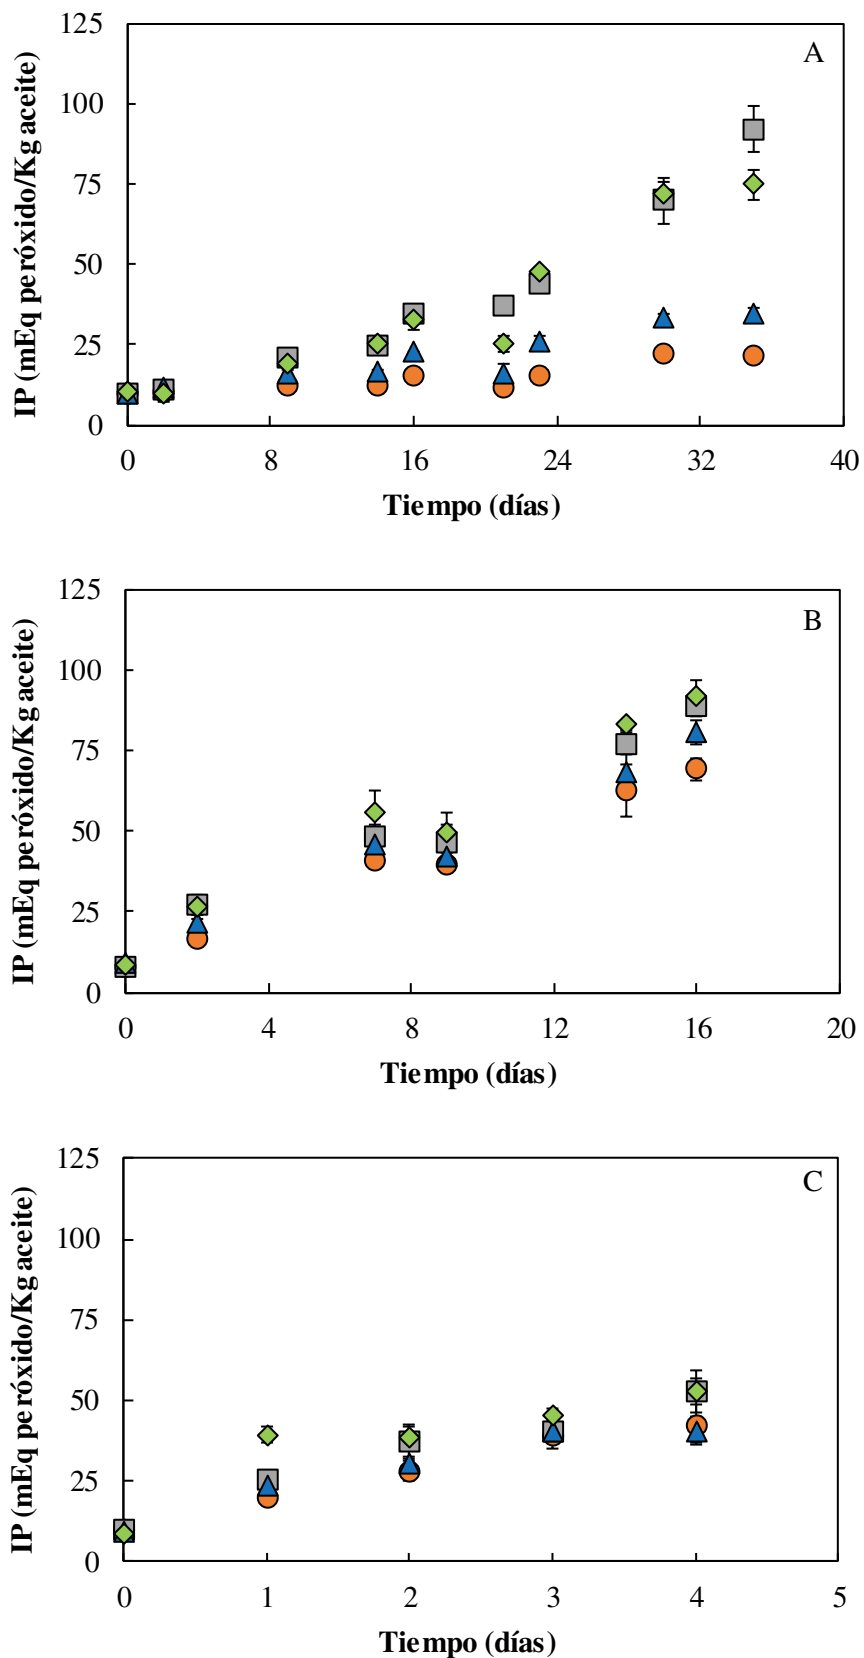 125
A
100
75
50
25
0
IP (mEq peróxido/Kg aceite)
0 8 16 24 32 40
Tiempo (días)
125
B
100
75
50
25
0
IP (mEq peróxido/Kg aceite)
0 4 8 12 16 20
Tiempo (días)
125
C
100
75
50
25
0
IP (mEq peróxido/Kg aceite)
0 1 2 3 4 5
Tiempo (días)